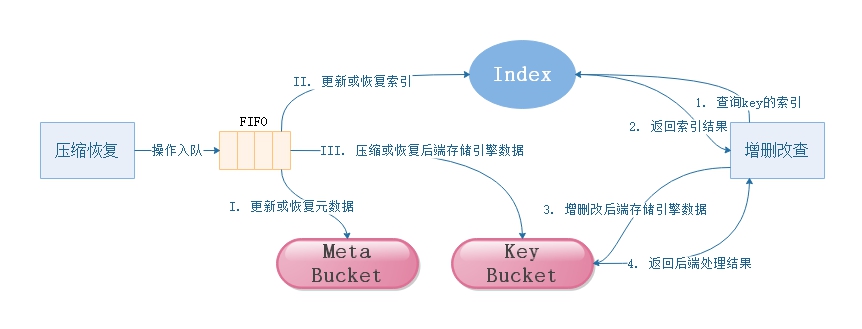 Index
II. 更新或恢复索引
1. 查询key的索引
FIFO
2. 返回索引结果
压缩恢复
操作入队
III. 压缩或恢复后端存储引擎数据
增删改查
I. 更新或恢复元数据
3. 增删改后端存储引擎数据
Meta
Bucket
Key
Bucket
4. 返回后端处理结果